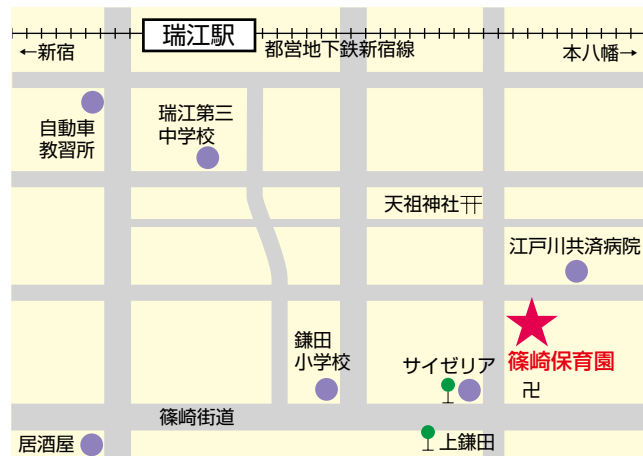 瑞江駅
←新宿
都営地下鉄新宿線
本八幡→
自動車
教習所
瑞江第三
中学校
天祖神社
江戸川共済病院
鎌田
小学校
サイゼリア
篠崎保育園
卍
篠崎街道
居酒屋
上鎌田